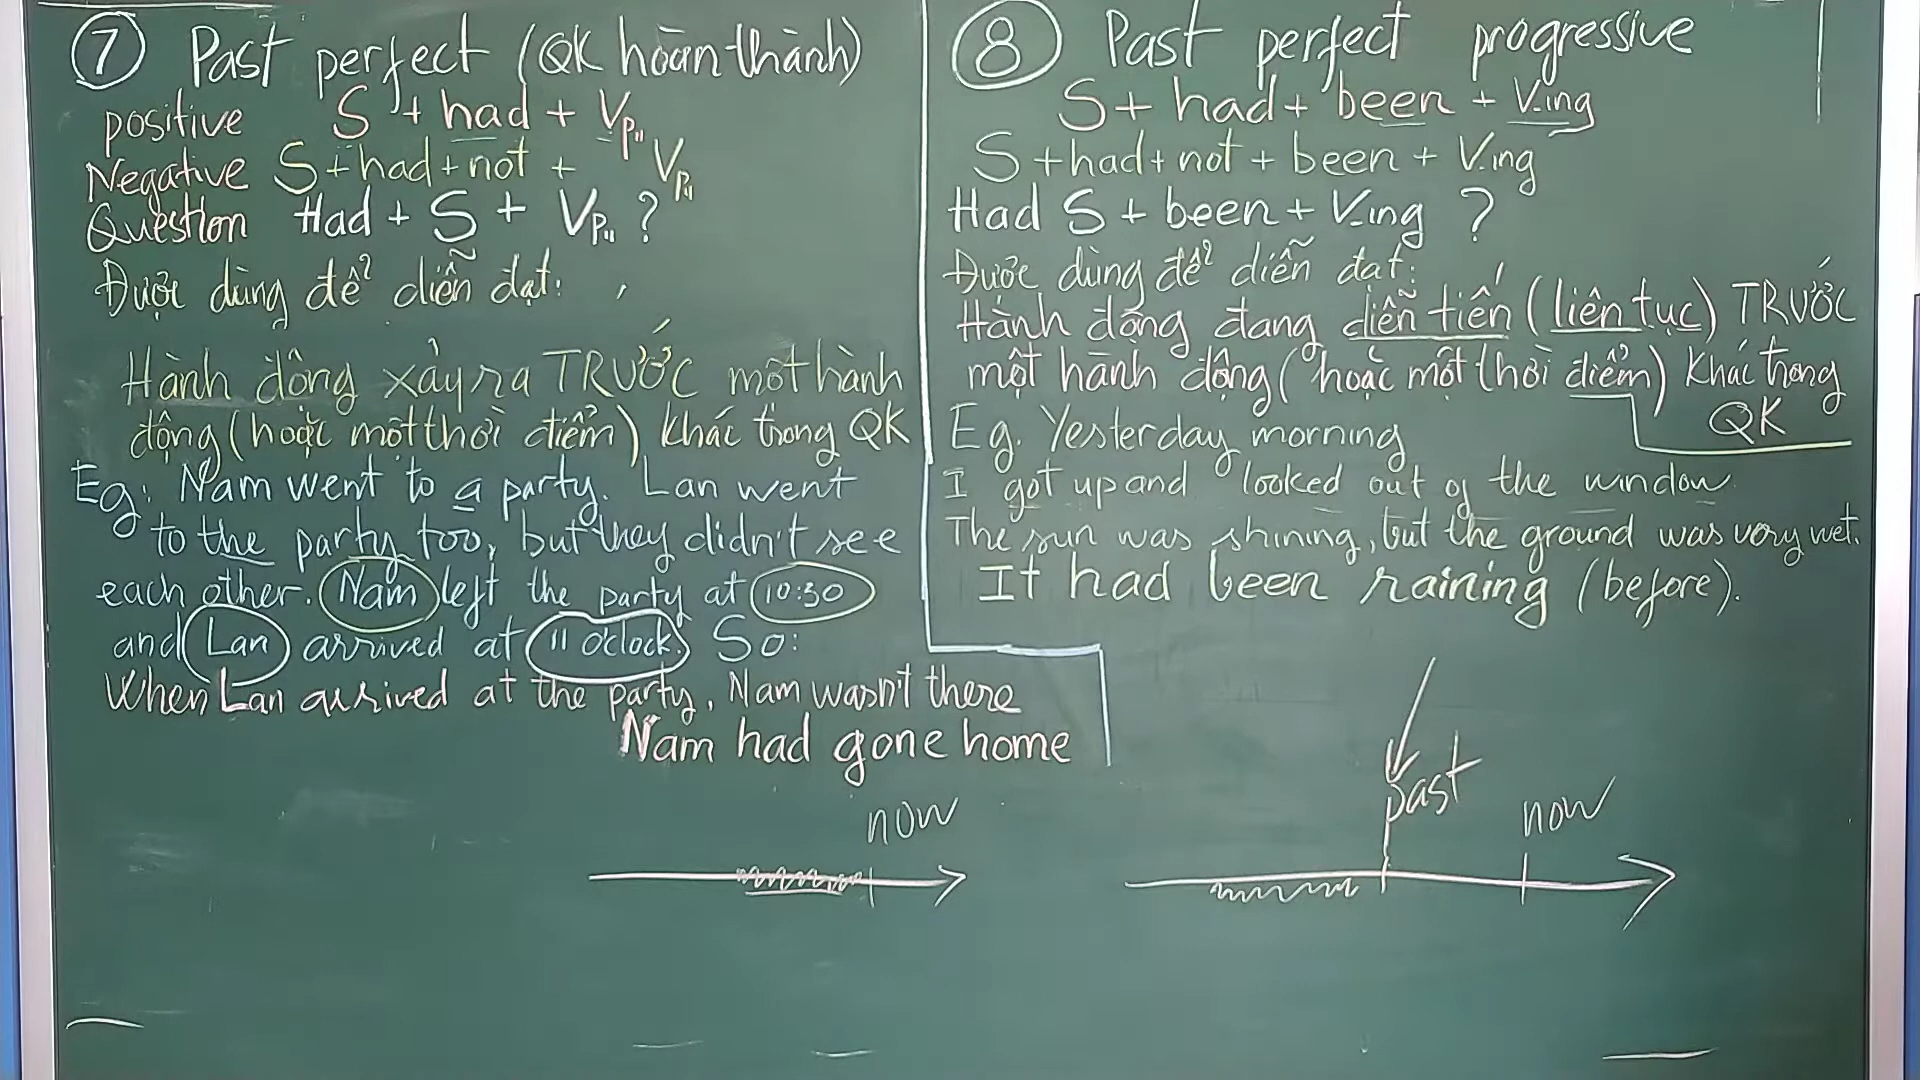 7 Past perfect (QK hoàn thành)
positive S + had + VpII
Negative S + had + not + VpII
Question Had + S + VpII ?
Được dùng để diễn đạt:
Hành động xảy ra TRƯỚC một hành
động (hoặc một thời điểm) khác trong QK
Eg: Nam went to a party. Lan went
to the party too, but they didn't see
each other. Nam left the party at 10:30
and Lan arrived at 11 o'clock. So:
When Lan arrived at the party, Nam wasn't there
Nam had gone home
now
8 Past perfect progressive
S + had + been + V-ing
S + had + not + been + V-ing
Had S + been + V-ing ?
Được dùng để diễn đạt:
Hành động đang diễn tiến (liên tục) TRƯỚC
một hành động (hoặc một thời điểm) khác trong
QK
Eg. Yesterday morning
I got up and looked out of the window
The sun was shining, but the ground was very wet.
It had been raining (before).
past
now